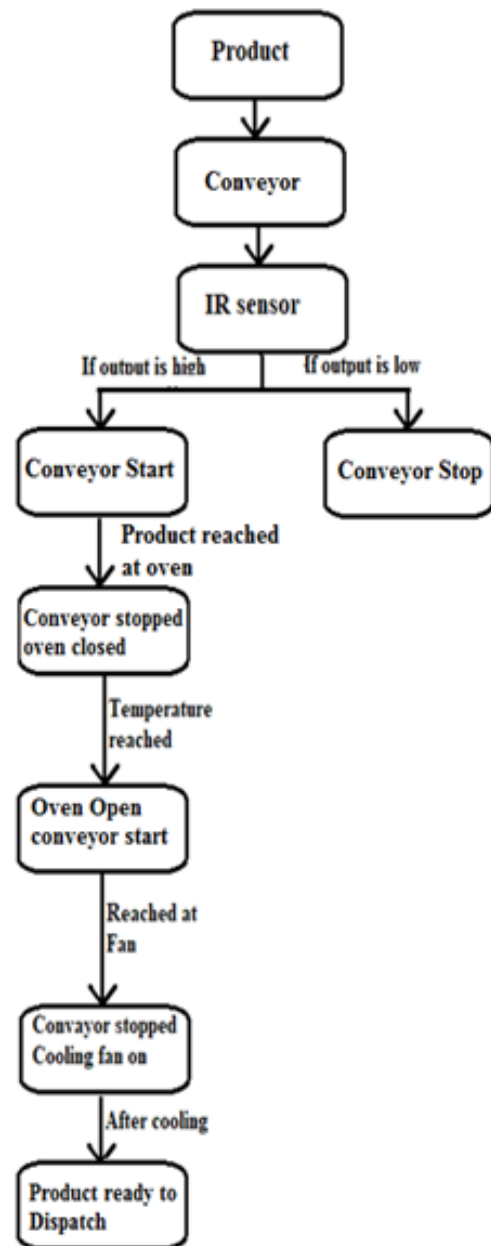 Product
Conveyor
IR sensor
If output is high
If output is low
Conveyor Start
Conveyor Stop
Product reached
at oven
Conveyor stopped
oven closed
Temperature
reached
Oven Open
conveyor start
Reached at
Fan
Convayor stopped
Cooling fan on
After cooling
Product ready to
Dispatch